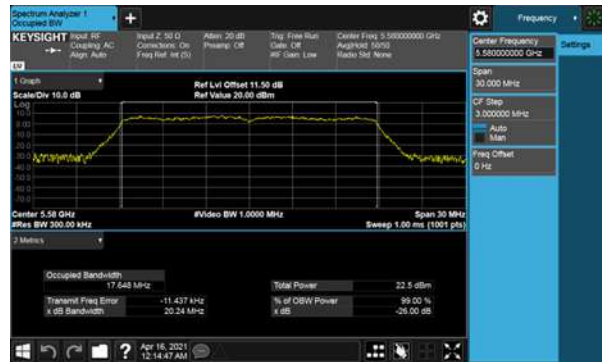 Spectrum Analyzer 1
Occupied BW
Frequency
KEYSIGHT
Input: RF
Coupling: AC
Align: Auto
Input Z: 50 Ω
Corrections: On
Freq Ref: Int (S)
Atten: 20 dB
Preamp: Off
Trig: Free Run
Gate: Off
#IF Gain: Low
Center Freq: 5.580000000 GHz
Avg|Hold: 50/50
Radio Std: None
LW
1 Graph
Scale/Div 10.0 dB
Ref Lvl Offset 11.50 dB
Ref Value 20.00 dBm
Log
10.0
0.00
-10.0
-20.0
-30.0
-40.0
-50.0
-60.0
-70.0
Center 5.58 GHz
#Res BW 300.00 kHz
#Video BW 1.0000 MHz
Span 30 MHz
Sweep 1.00 ms (1001 pts)
2 Metrics
Occupied Bandwidth
17.648 MHz
Transmit Freq Error -11.437 kHz
x dB Bandwidth 20.24 MHz
Total Power 22.5 dBm
% of OBW Power 99.00 %
x dB -26.00 dB
Center Frequency
5.580000000 GHz
Settings
Span
30.000 MHz
CF Step
3.000000 MHz
Auto
Man
Freq Offset
0 Hz
?
Apr 16, 2021
12:14:47 AM